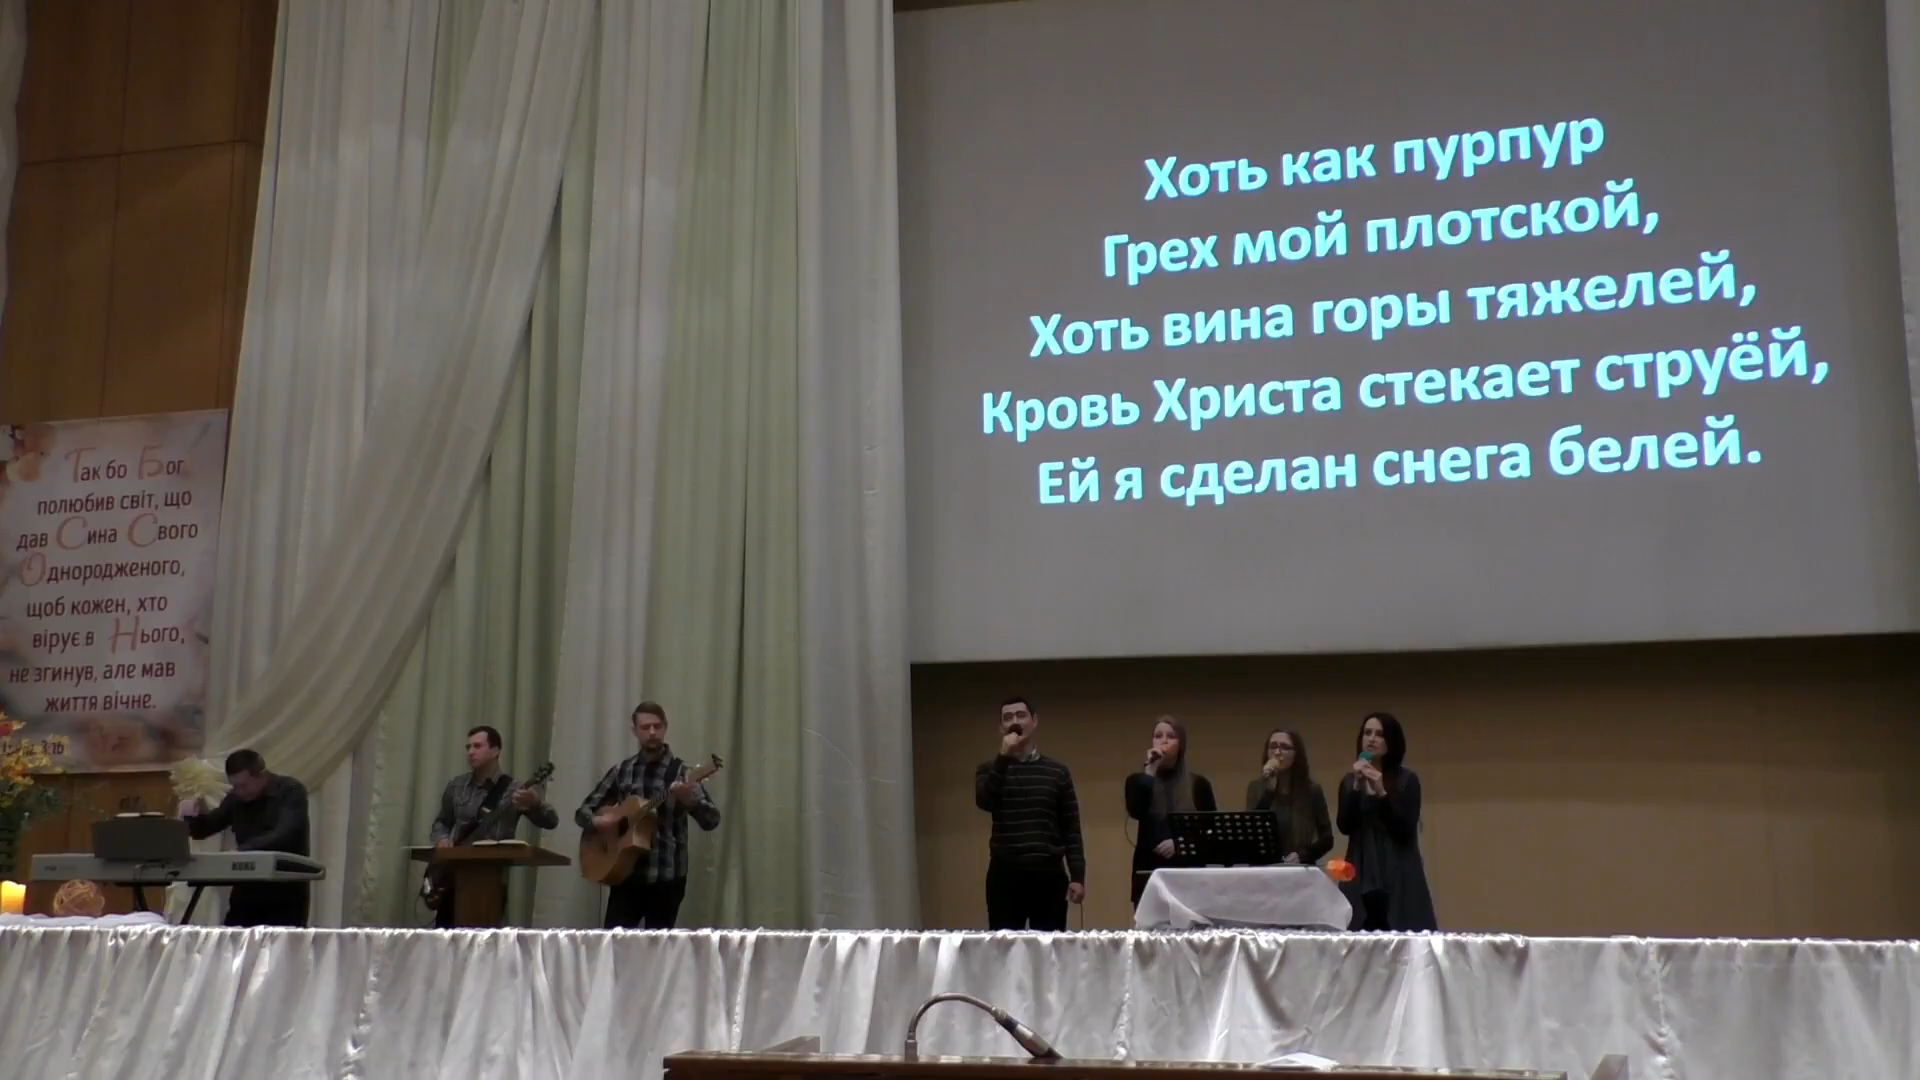 Хоть как пурпур
Грех мой плотской,
Хоть вина горы тяжелей,
Кровь Христа стекает струёй,
Ей я сделан снега белей.
Так бо Бог
полюбив світ, що
дав Сина Свого
Однородженого,
щоб кожен, хто
вірує в Нього,
не згинув, але мав
життя вічне.
3:16
KORG